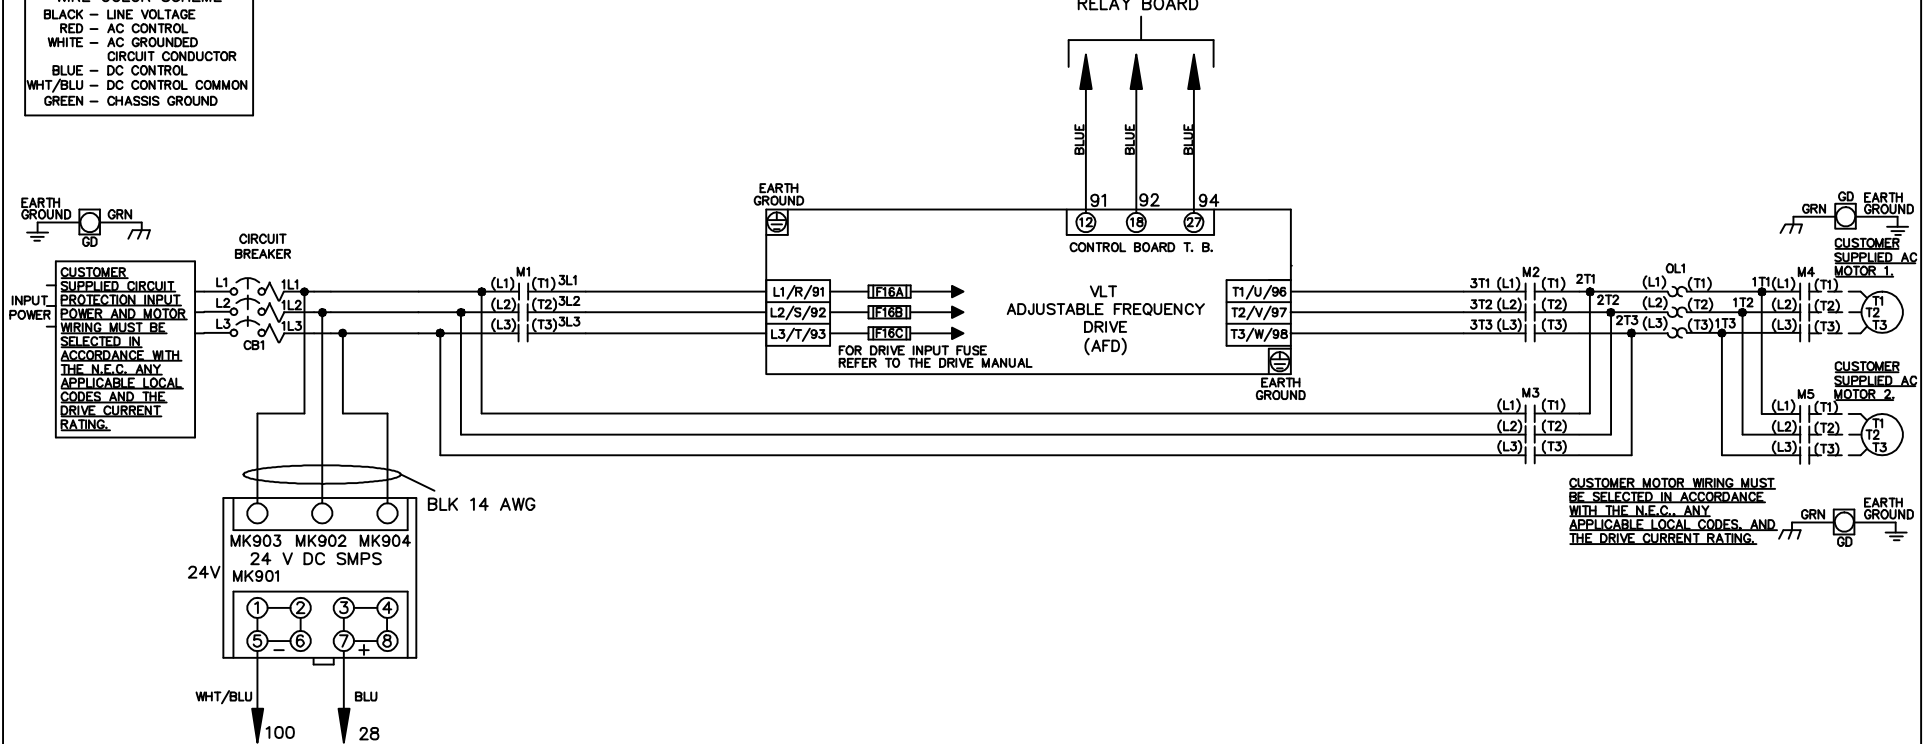 WIRE COLOR SCHEME
BLACK – LINE VOLTAGE
RED – AC CONTROL
WHITE – AC GROUNDED
CIRCUIT CONDUCTOR
BLUE – DC CONTROL
WHT/BLU – DC CONTROL COMMON
GREEN – CHASSIS GROUND
RELAY BOARD
BLUE
BLUE
BLUE
91
92
94
12
18
27
CONTROL BOARD T. B.
EARTH
GROUND
EARTH
GROUND
GRN
GD
CIRCUIT
BREAKER
INPUT
POWER
CUSTOMER
SUPPLIED CIRCUIT
PROTECTION INPUT
POWER AND MOTOR
WIRING MUST BE
SELECTED IN
ACCORDANCE WITH
THE N.E.C. ANY
APPLICABLE LOCAL
CODES AND THE
DRIVE CURRENT
RATING.
L1
1L1
L2
1L2
L3
1L3
CB1
M1
(L1) (T1) 3L1
(L2) (T2) 3L2
(L3) (T3) 3L3
L1/R/91
L2/S/92
L3/T/93
F16A
F16B
F16C
FOR DRIVE INPUT FUSE
REFER TO THE DRIVE MANUAL
VLT
ADJUSTABLE FREQUENCY
DRIVE
(AFD)
T1/U/96
T2/V/97
T3/W/98
EARTH
GROUND
M2
3T1 (L1) (T1) 2T1
3T2 (L2) (T2) 2T2
3T3 (L3) (T3) 2T3
OL1
(L1) (T1) 1T1
(L2) (T2) 1T2
(L3) (T3) 1T3
M4
(L1) (T1)
(L2) (T2)
(L3) (T3)
T1
T2
T3
GRN
GD
EARTH
GROUND
CUSTOMER
SUPPLIED AC
MOTOR 1.
M3
(L1) (T1)
(L2) (T2)
(L3) (T3)
CUSTOMER
SUPPLIED AC
MOTOR 2.
M5
(L1) (T1)
(L2) (T2)
(L3) (T3)
T1
T2
T3
CUSTOMER MOTOR WIRING MUST
BE SELECTED IN ACCORDANCE
WITH THE N.E.C., ANY
APPLICABLE LOCAL CODES, AND
THE DRIVE CURRENT RATING.
GRN
GD
EARTH
GROUND
BLK 14 AWG
MK903 MK902 MK904
24 V DC SMPS
24V
MK901
1 2 3 4
5 6 7 8
– +
WHT/BLU
BLU
100
28